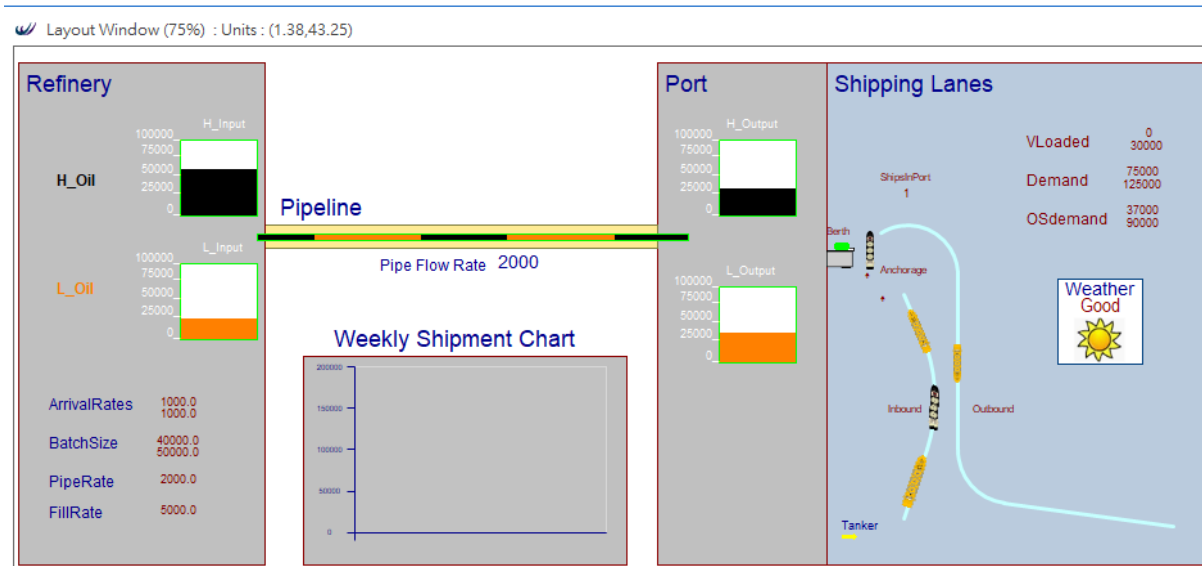 Layout Window (75%) : Units : (1.38,43.25)
Refinery
H_Input
100000
75000
50000
25000
0
H_Oil
L_Input
100000
75000
50000
25000
0
L_Oil
ArrivalRates 1000.0
1000.0
BatchSize 40000.0
50000.0
PipeRate 2000.0
FillRate 5000.0
Pipeline
Pipe Flow Rate 2000
Weekly Shipment Chart
200000
150000
100000
50000
0
Port
H_Output
100000
75000
50000
25000
0
L_Output
100000
75000
50000
25000
0
Shipping Lanes
VLoaded 0
30000
Demand 75000
125000
OSdemand 37000
90000
ShipsInPort
1
Berth
Anchorage
Weather
Good
Inbound
Outbound
Tanker